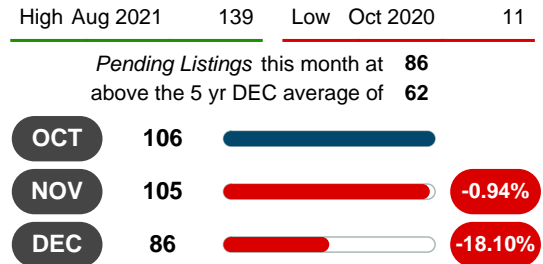 High Aug 2021 139 Low Oct 2020 11
Pending Listings this month at 86
above the 5 yr DEC average of 62
OCT 106
NOV 105 -0.94%
DEC 86 -18.10%